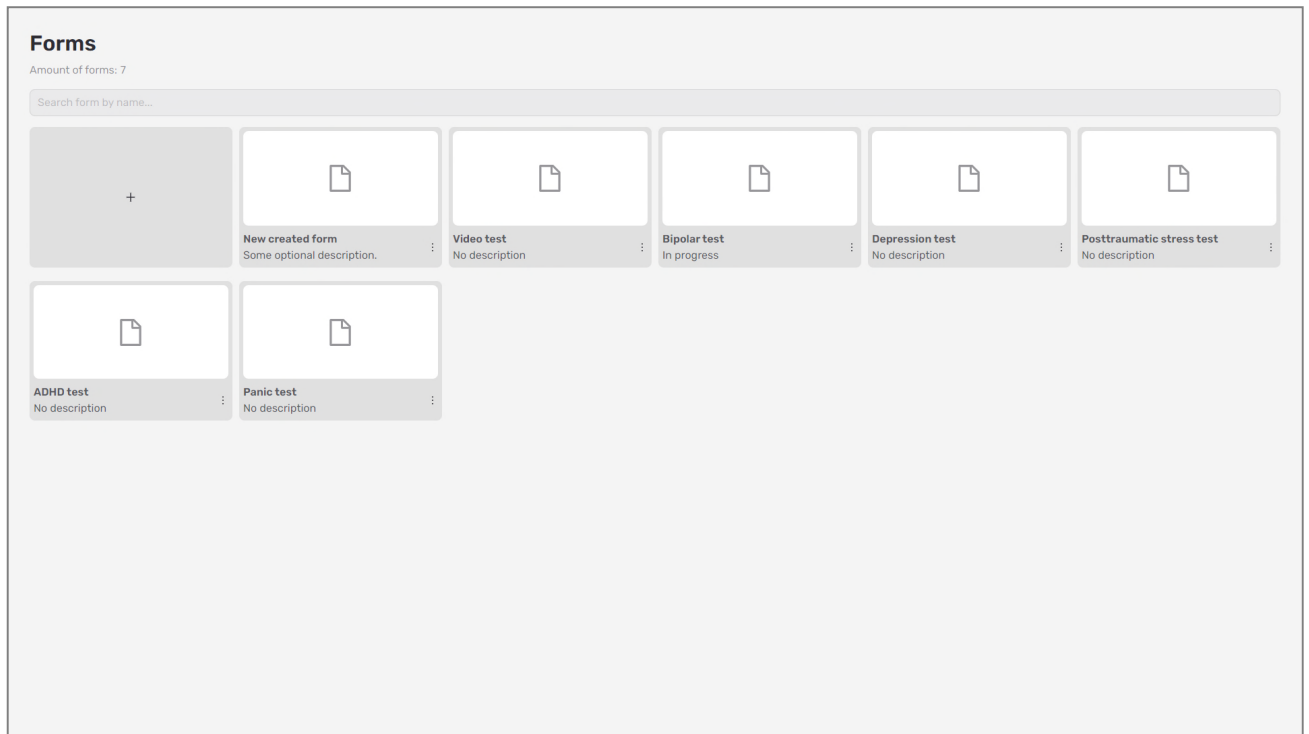 Forms
Amount of forms: 7
Search form by name...
+
New created form
Some optional description.
Video test
No description
Bipolar test
In progress
Depression test
No description
Posttraumatic stress test
No description
ADHD test
No description
Panic test
No description